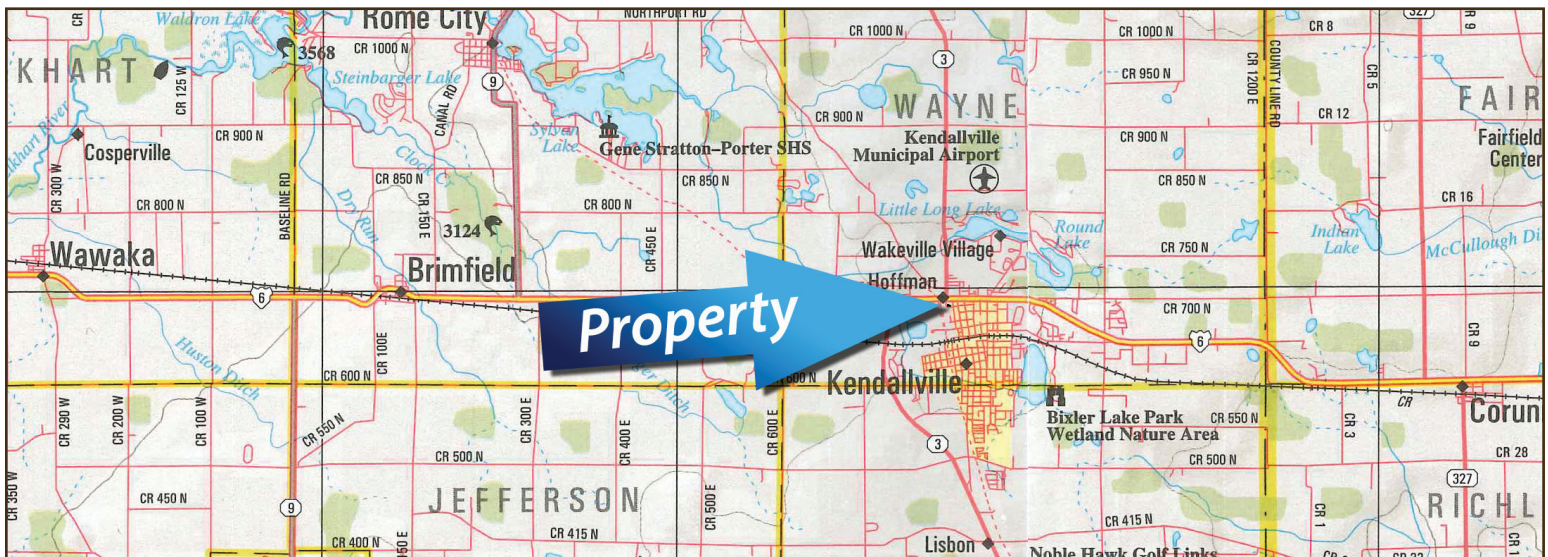 Waldron Lake
Rome City
NORTHPORT RD
CR
CR 1000 N
CR 1000 N
CR 8
327
CR 9
3568
KHART
CR 125 W
Steinbarger Lake
9
3
CR 950 N
CR 1200 E
COUNTY LINE RD
CR 5
CANAL RD
WAYNE
FAIR
CR 900 N
Sylvan
Lake
Gene Stratton–Porter SHS
CR 900 N
Kendallville
Municipal Airport
CR 900 N
CR 12
Fairfield
Center
lkhart River
Cosperville
CR 300 W
BASELINE RD
Clock Cr
CR 850 N
CR 850 N
CR 850 N
CR 16
CR 800 N
Dry Run
CR 150 E
3124
CR 800 N
CR 450 E
Little Long Lake
Round
Lake
Indian
Lake
McCullough Di
Wawaka
Brimfield
Wakeville Village
CR 750 N
Hoffman
6
Property
CR 700 N
6
CR 9
Huston Ditch
CR 100E
CR 600 N
ger Ditch
600 N
Kendallville
CR
Corun
CR 290 W
CR 200 W
CR 100 W
CR 550 N
CR 300 E
CR 400 E
CR 600 E
Bixler Lake Park
Wetland Nature Area
CR 550 N
CR 3
3
CR 500 N
CR 500 N
CR 28
CR 350 W
CR 450 N
9
JEFFERSON
CR 500 E
327
RICHL
CR 400 N
50 E
CR 415 N
Lisbon
CR 415 N
CR 1
Noble Hawk Golf Links